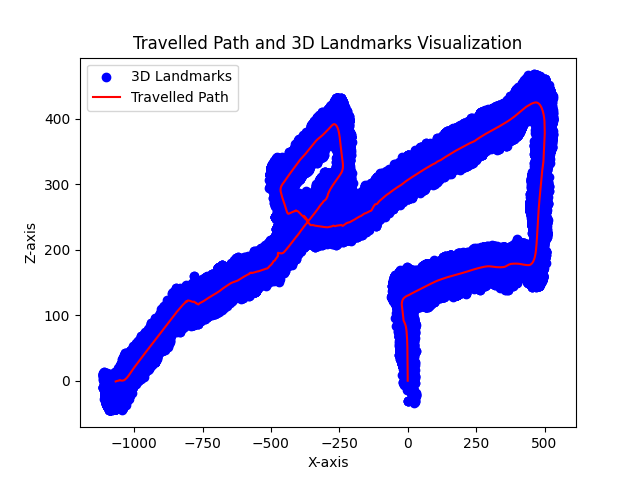 Travelled Path and 3D Landmarks Visualization
3D Landmarks
Travelled Path
400
300
200
100
0
Z-axis
−1000 −750 −500 −250 0 250 500
X-axis